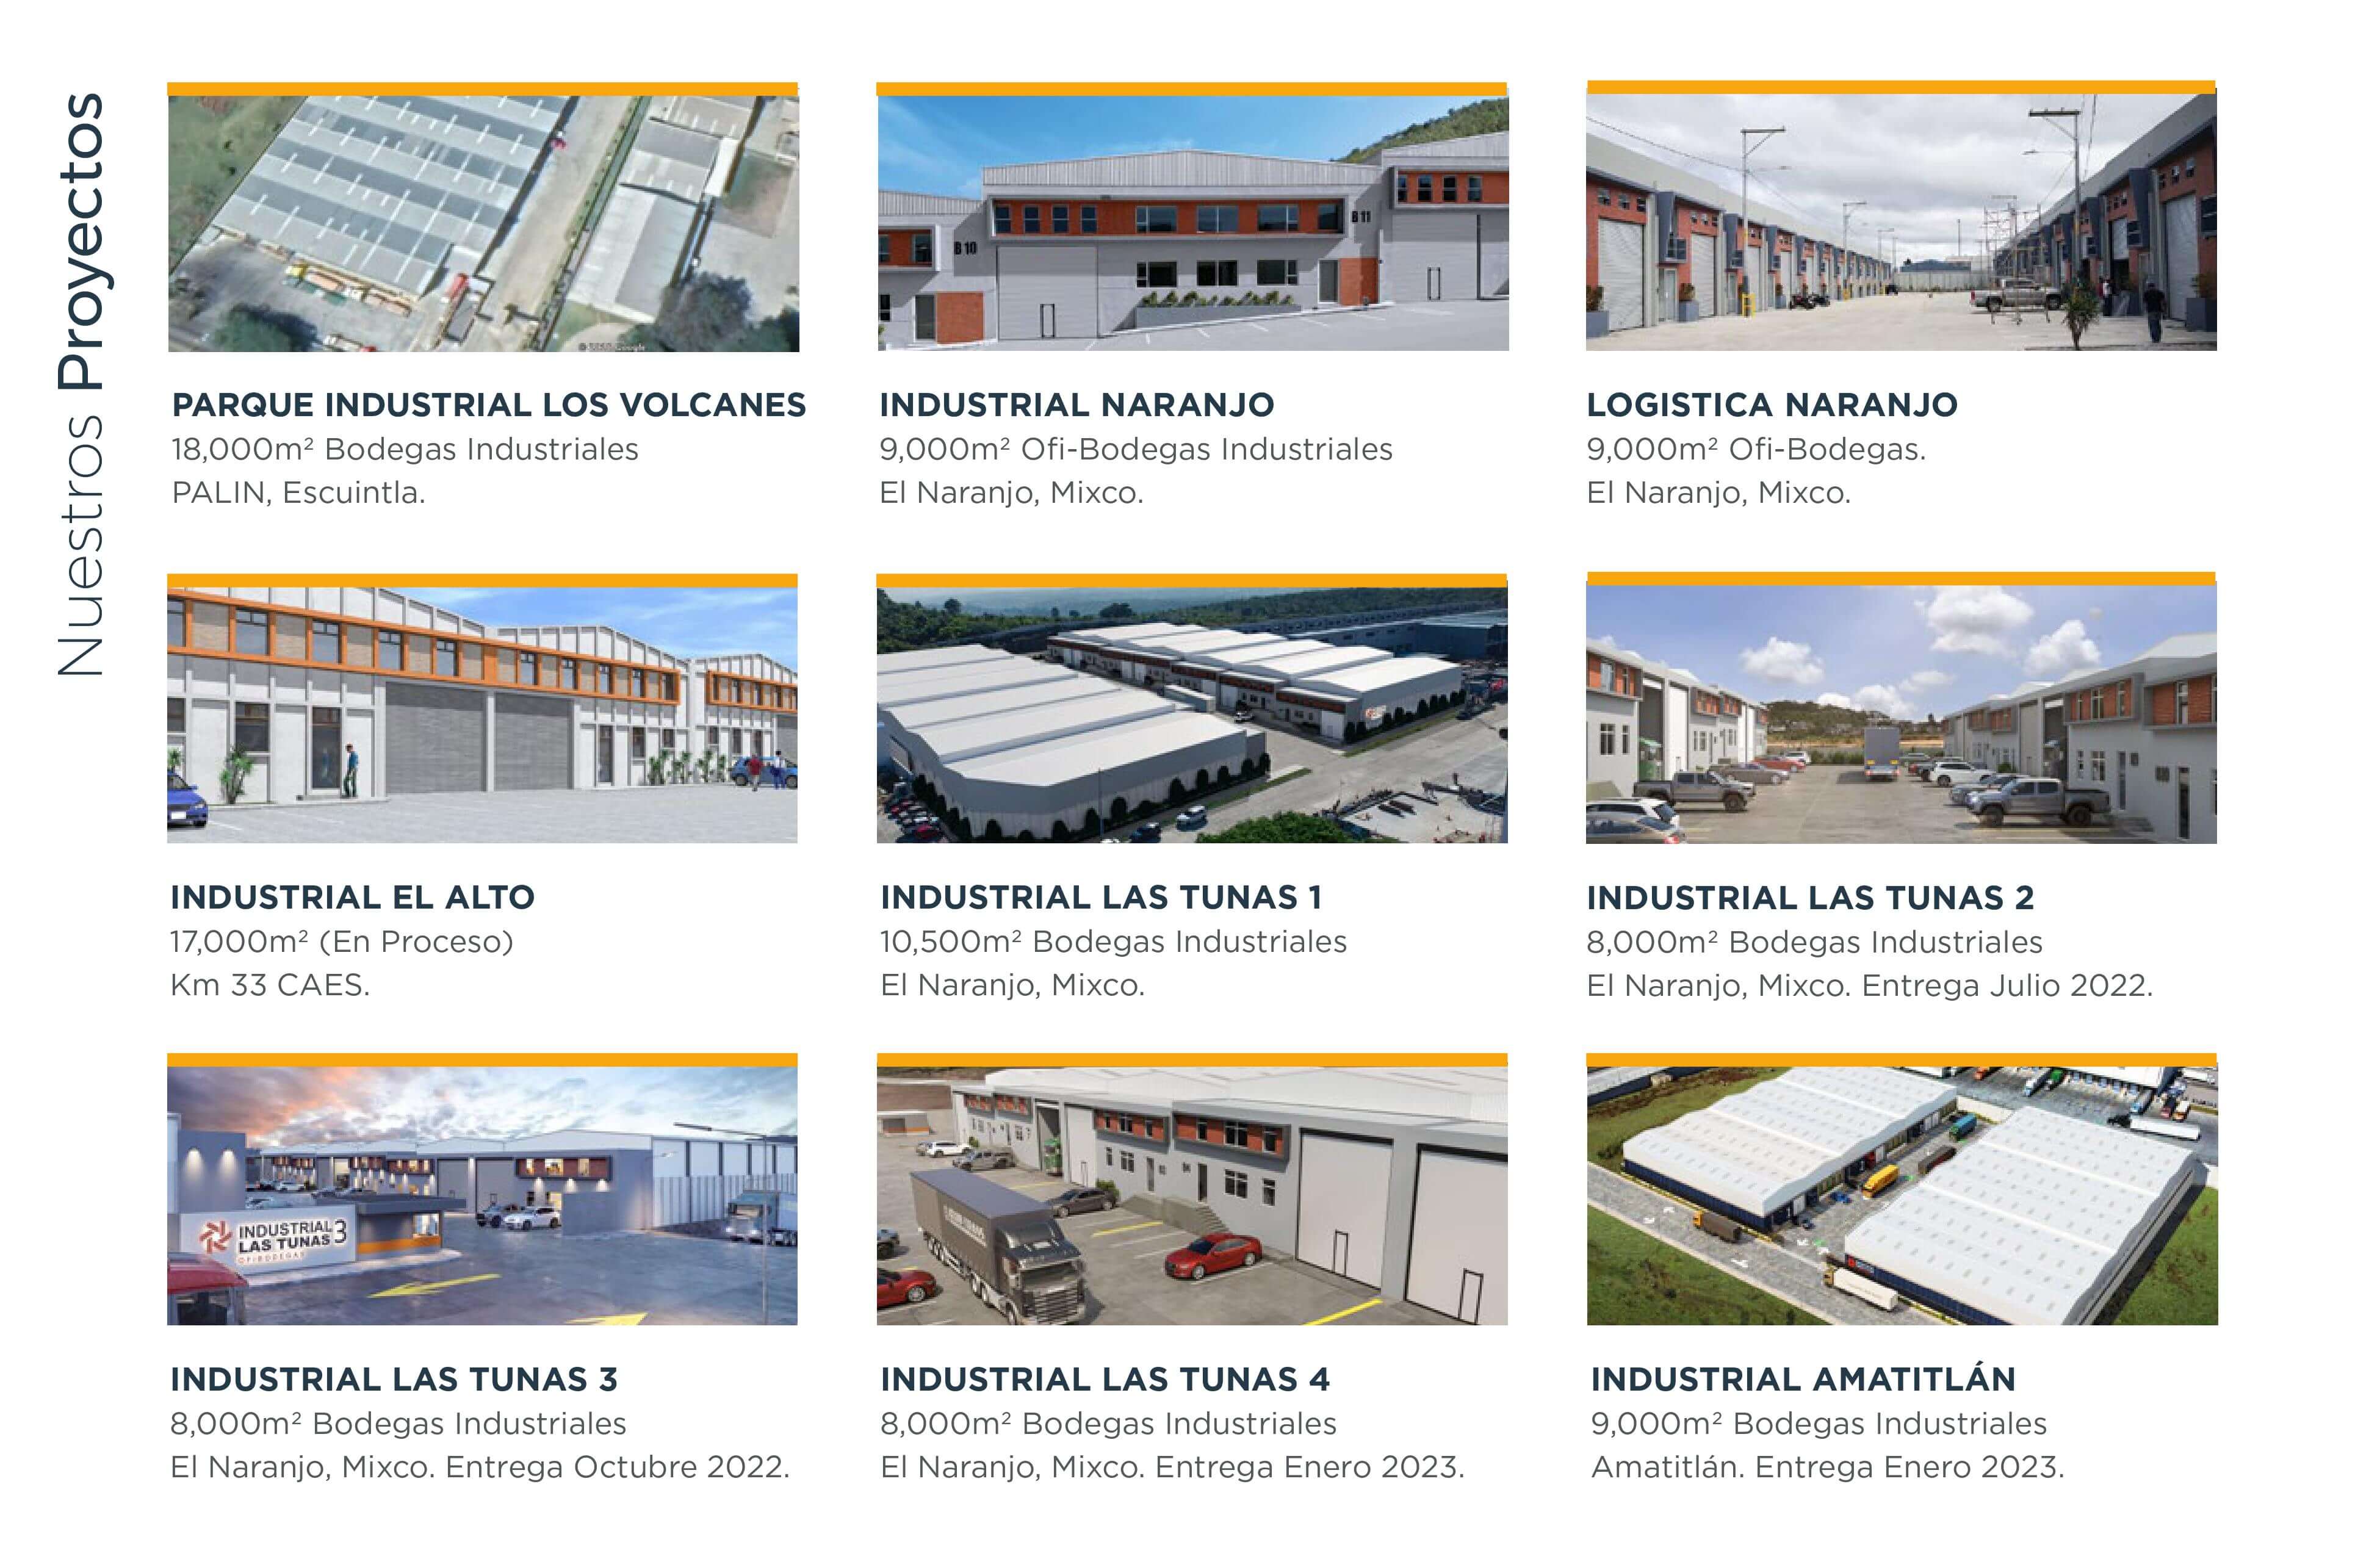 Nuestros Proyectos
B 10
B 11
PARQUE INDUSTRIAL LOS VOLCANES
18,000m² Bodegas Industriales
PALIN, Escuintla.
INDUSTRIAL NARANJO
9,000m² Ofi-Bodegas Industriales
El Naranjo, Mixco.
LOGISTICA NARANJO
9,000m² Ofi-Bodegas.
El Naranjo, Mixco.
INDUSTRIAL EL ALTO
17,000m² (En Proceso)
Km 33 CAES.
INDUSTRIAL LAS TUNAS 1
10,500m² Bodegas Industriales
El Naranjo, Mixco.
INDUSTRIAL LAS TUNAS 2
8,000m² Bodegas Industriales
El Naranjo, Mixco. Entrega Julio 2022.
INDUSTRIAL 3
LAS TUNAS
OFIBODEGAS
INDUSTRIAL LAS TUNAS 3
8,000m² Bodegas Industriales
El Naranjo, Mixco. Entrega Octubre 2022.
INDUSTRIAL LAS TUNAS 4
8,000m² Bodegas Industriales
El Naranjo, Mixco. Entrega Enero 2023.
INDUSTRIAL AMATITLÁN
9,000m² Bodegas Industriales
Amatitlán. Entrega Enero 2023.